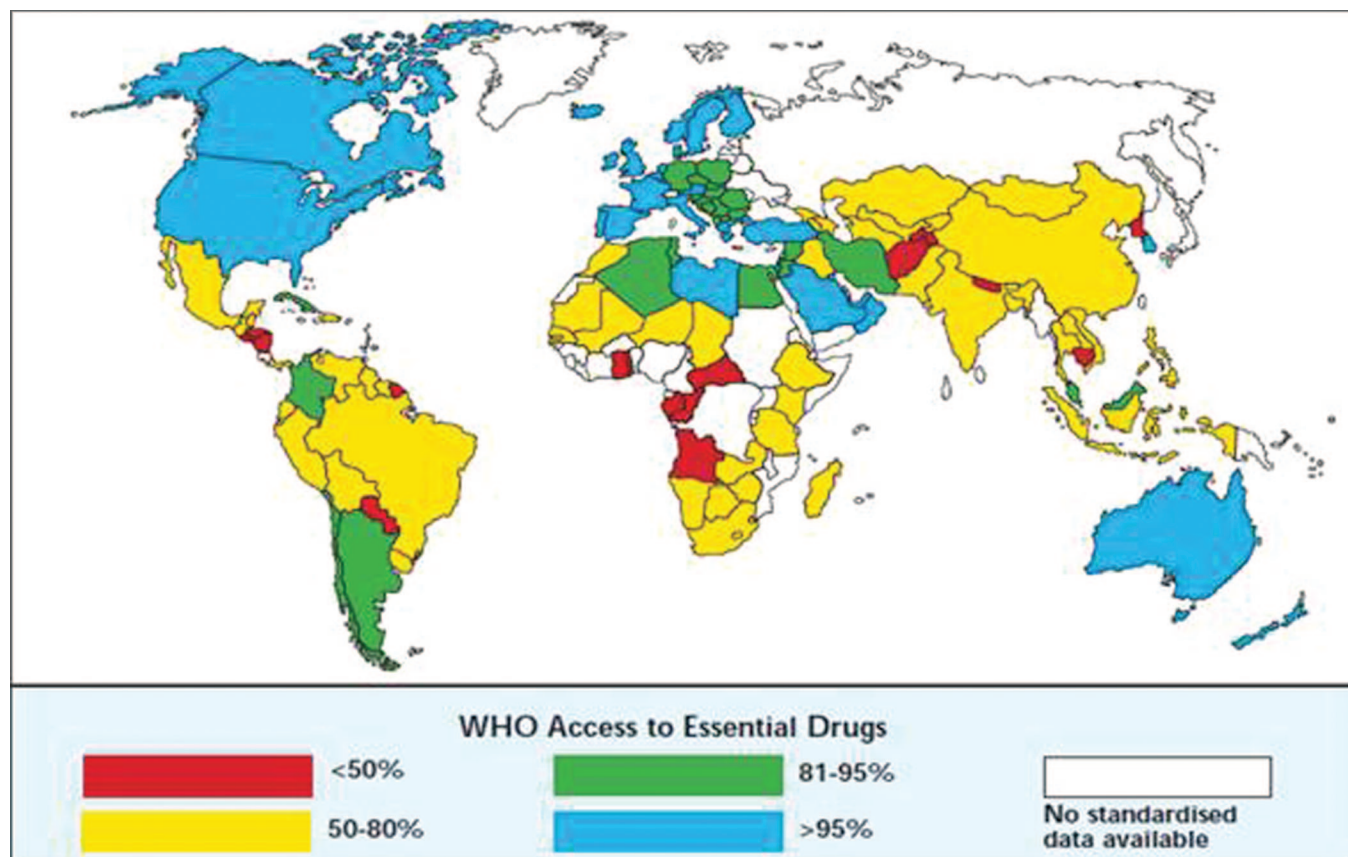 WHO Access to Essential Drugs
<50%
81-95%
50-80%
>95%
No standardised
data available